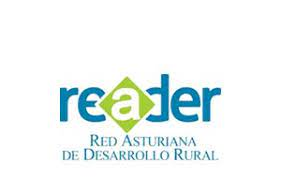 reader
RED ASTURIANA
DE DESARROLLO RURAL